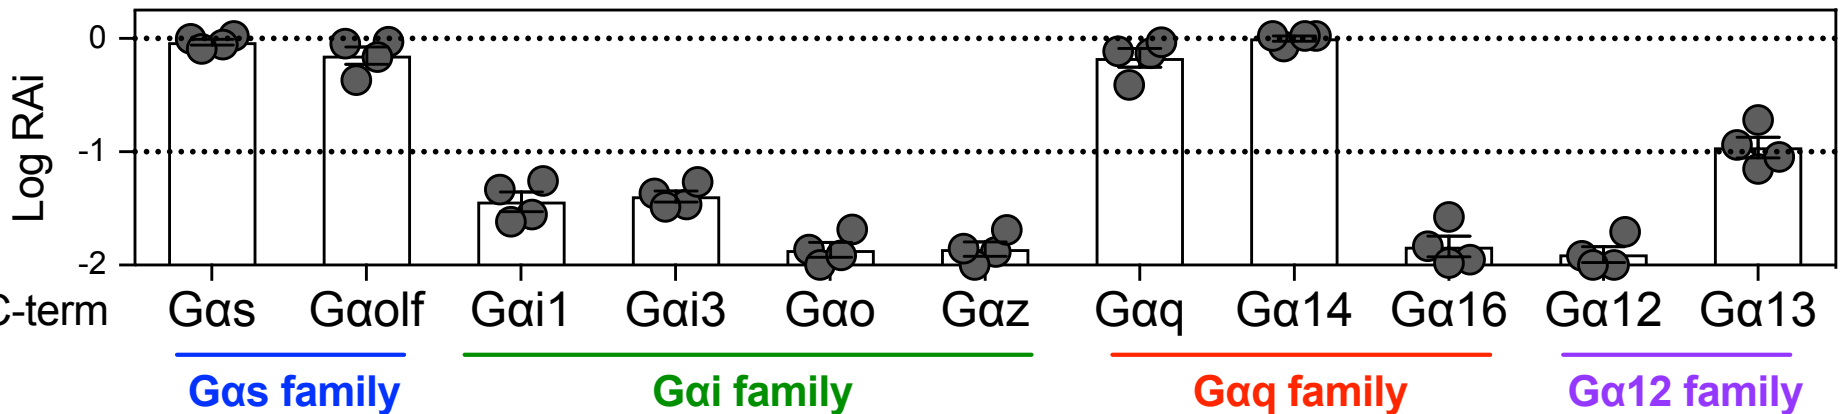 Log RAi
0
-1
-2
C-term Gαs Gαolf Gαi1 Gαi3 Gαo Gαz Gαq Gα14 Gα16 Gα12 Gα13
Gαs family Gαi family Gαq family Gα12 family